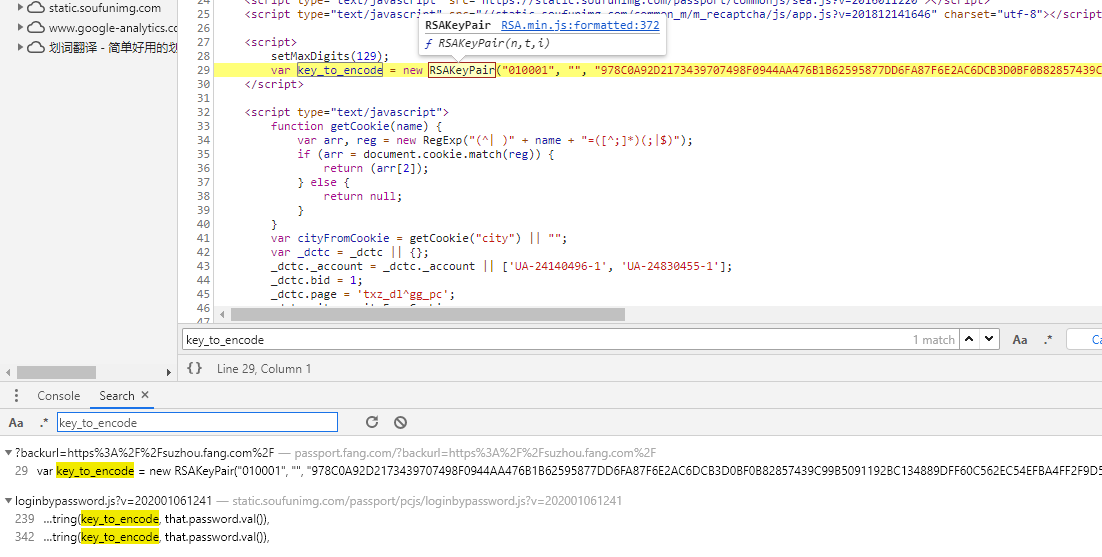 static.soufunimg.com
www.google-analytics.cc
划词翻译 - 简单好用的划
24 <script type="text/javascript" src="https://static.soufunimg.com/passport/commonjs/sea.js?v=2016011220"></script>
25 <script type="text/javascript" src="//static.soufunimg.com/common_m/m_recaptcha/js/app.js?v=201812141646" charset="utf-8"></script
RSAKeyPair RSA.min.js:formatted:372
ƒ RSAKeyPair(n,t,i)
26
27 <script>
28 setMaxDigits(129);
29 var key_to_encode = new RSAKeyPair("010001", "", "978C0A92D2173439707498F0944AA476B1B62595877DD6FA87F6E2AC6DCB3D0BF0B82857439C
30 </script>
31
32 <script type="text/javascript">
33 function getCookie(name) {
34 var arr, reg = new RegExp("(^| )" + name + "=([^;]*)(;|$)");
35 if (arr = document.cookie.match(reg)) {
36 return (arr[2]);
37 } else {
38 return null;
39 }
40 }
41 var cityFromCookie = getCookie("city") || "";
42 var _dctc = _dctc || {};
43 _dctc._account = _dctc._account || ['UA-24140496-1', 'UA-24830455-1'];
44 _dctc.bid = 1;
45 _dctc.page = 'txz_dl^gg_pc';
46
47
key_to_encode 1 match Aa .* Ca
{} Line 29, Column 1
Console Search ×
Aa .* key_to_encode
?backurl=https%3A%2F%2Fsuzhou.fang.com%2F — passport.fang.com/?backurl=https%3A%2F%2Fsuzhou.fang.com%2F
29 var key_to_encode = new RSAKeyPair("010001", "", "978C0A92D2173439707498F0944AA476B1B62595877DD6FA87F6E2AC6DCB3D0BF0B82857439C99B5091192BC134889DFF60C562EC54EFBA4FF2F9D5
loginbypassword.js?v=202001061241 — static.soufunimg.com/passport/pcjs/loginbypassword.js?v=202001061241
239 ...tring(key_to_encode, that.password.val()),
342 ...tring(key_to_encode, that.password.val()),